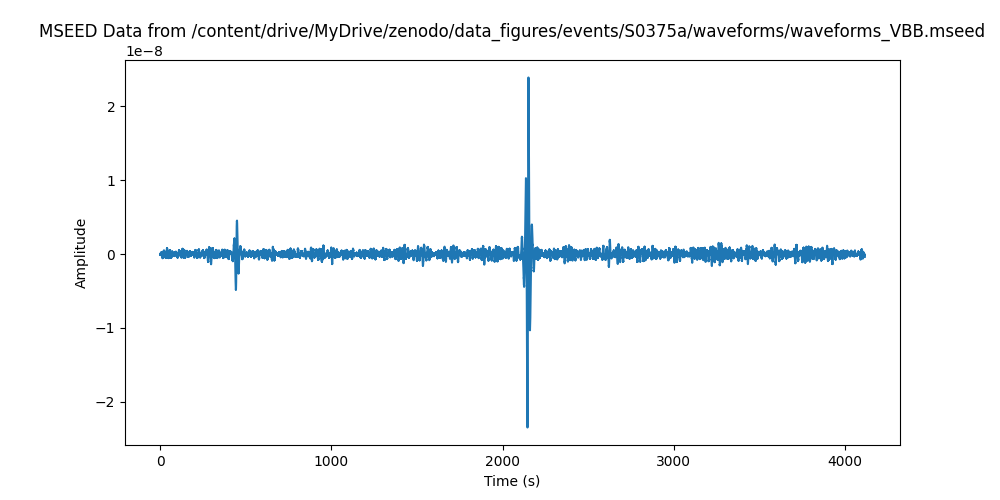 MSEED Data from /content/drive/MyDrive/zenodo/data_figures/events/S0375a/waveforms/waveforms_VBB.mseed
1e−8
2
1
0
−1
−2
Amplitude
0 1000 2000 3000 4000
Time (s)